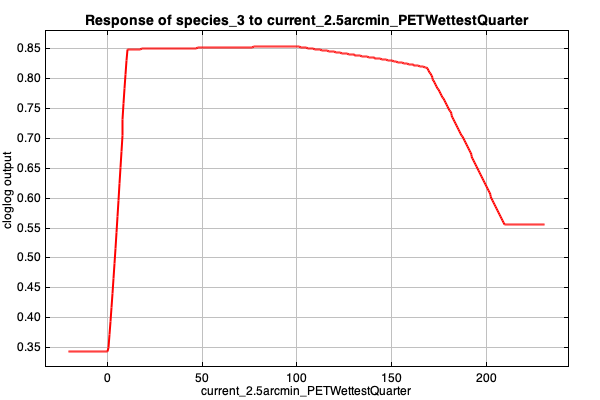 Response of species_3 to current_2.5arcmin_PETWettestQuarter
cloglog output
0.85
0.80
0.75
0.70
0.65
0.60
0.55
0.50
0.45
0.40
0.35
0 50 100 150 200
current_2.5arcmin_PETWettestQuarter